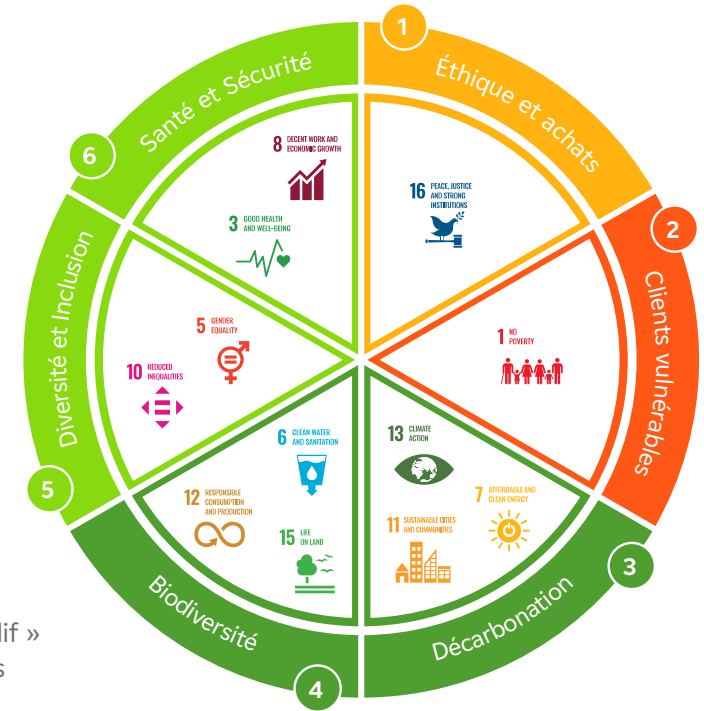 1
Éthique et achats
2
Clients vulnérables
3
Décarbonation
4
Biodiversité
5
Diversité et Inclusion
6
Santé et Sécurité
8 DECENT WORK AND
ECONOMIC GROWTH
3 GOOD HEALTH
AND WELL-BEING
16 PEACE, JUSTICE
AND STRONG
INSTITUTIONS
1 NO
POVERTY
5 GENDER
EQUALITY
10 REDUCED
INEQUALITIES
6 CLEAN WATER
AND SANITATION
12 RESPONSIBLE
CONSUMPTION
AND PRODUCTION
15 LIFE
ON LAND
13 CLIMATE
ACTION
7 AFFORDABLE AND
CLEAN ENERGY
11 SUSTAINABLE CITIES
AND COMMUNITIES
lif »
s